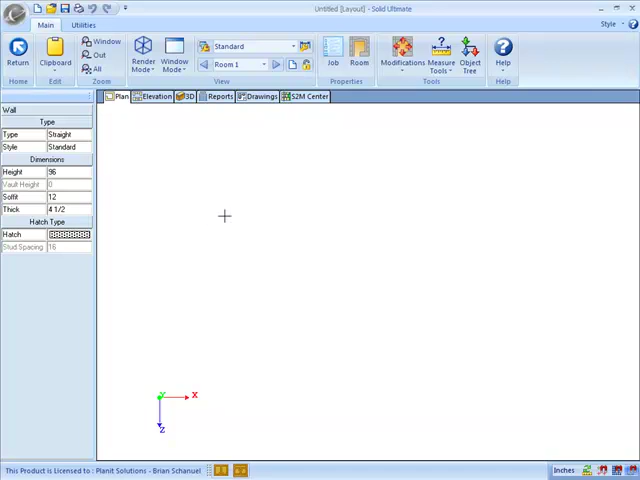 Untitled [Layout] - Solid Ultimate
Main Utilities Style
Return Clipboard Window Out All Render Mode Window Mode Standard Room 1 Job Room Modifications Measure Tools Object Tree Help
Home Edit Zoom View Properties Tools Help
Plan Elevation 3D Reports Drawings S2M Center
Wall
Type
Type Straight
Style Standard
Dimensions
Height 96
Vault Height 0
Soffit 12
Thick 4 1/2
Hatch Type
Hatch
Stud Spacing 16
Y X
Z
This Product is Licensed to : Planit Solutions - Brian Schanuel Inches